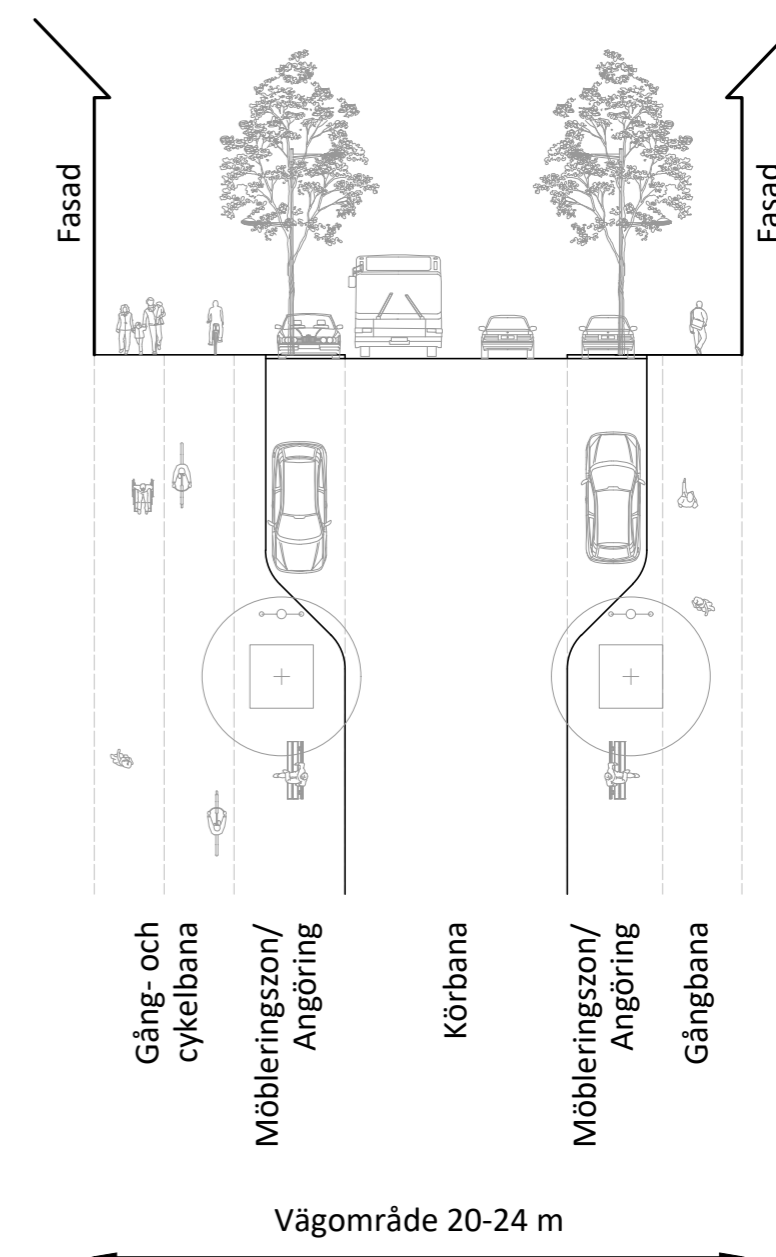 Fasad
Fasad
Gång- och
cykelbana
Möbleringszon/
Angöring
Körbana
Möbleringszon/
Angöring
Gångbana
Vägområde 20-24 m